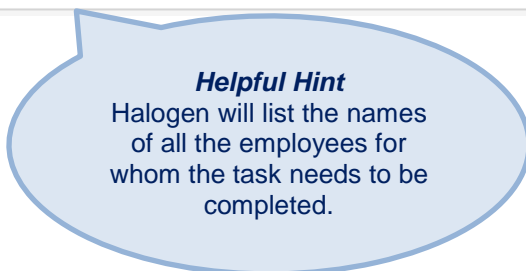 Helpful Hint
Halogen will list the names
of all the employees for
whom the task needs to be
completed.